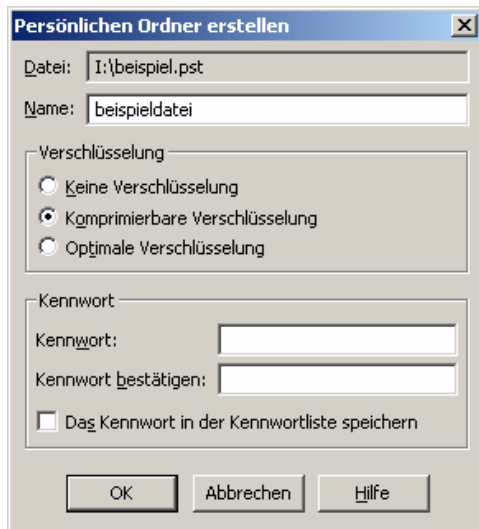 Persönlichen Ordner erstellen
Datei: I:\beispiel.pst
Name: beispieldatei
Verschlüsselung
Keine Verschlüsselung
Komprimierbare Verschlüsselung
Optimale Verschlüsselung
Kennwort
Kennwort:
Kennwort bestätigen:
Das Kennwort in der Kennwortliste speichern
OK Abbrechen Hilfe